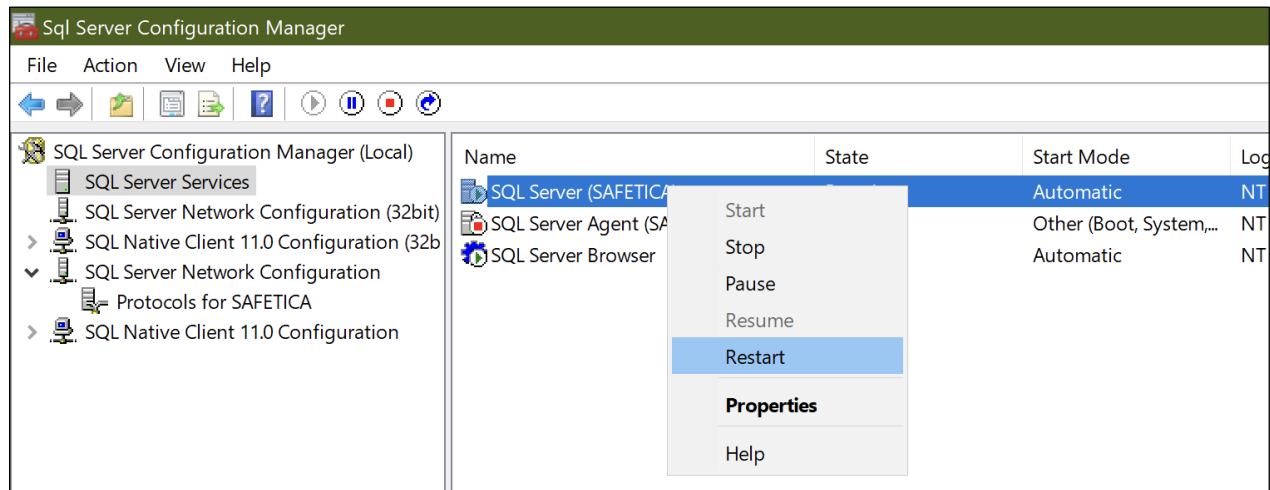 Sql Server Configuration Manager
File Action View Help
SQL Server Configuration Manager (Local)
SQL Server Services
SQL Server Network Configuration (32bit)
SQL Native Client 11.0 Configuration (32b
SQL Server Network Configuration
Protocols for SAFETICA
SQL Native Client 11.0 Configuration
Name State Start Mode Log
SQL Server (SAFETICA) Automatic NT
SQL Server Agent (SA Other (Boot, System,... NT
SQL Server Browser Automatic NT
Start
Stop
Pause
Resume
Restart
Properties
Help